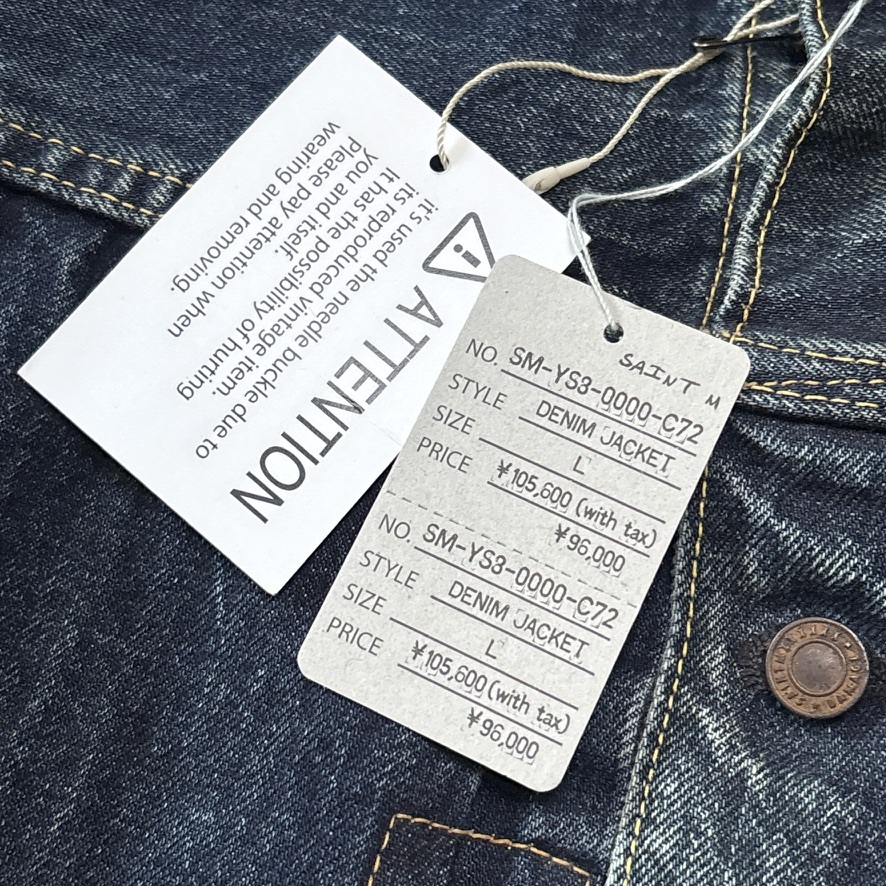 ATTENTION
it's used the needle buckle due to
its reproduced vintage item.
It has the possibility of hurting
you and itself.
Please pay attention when
wearing and removing.
SAINT M
NO. SM-YS3-0000-C72
STYLE DENIM JACKET
SIZE L
PRICE ¥105,600 (with tax)
¥96,000
NO. SM-YS3-0000-C72
STYLE DENIM JACKET
SIZE L
PRICE ¥105,600 (with tax)
¥96,000